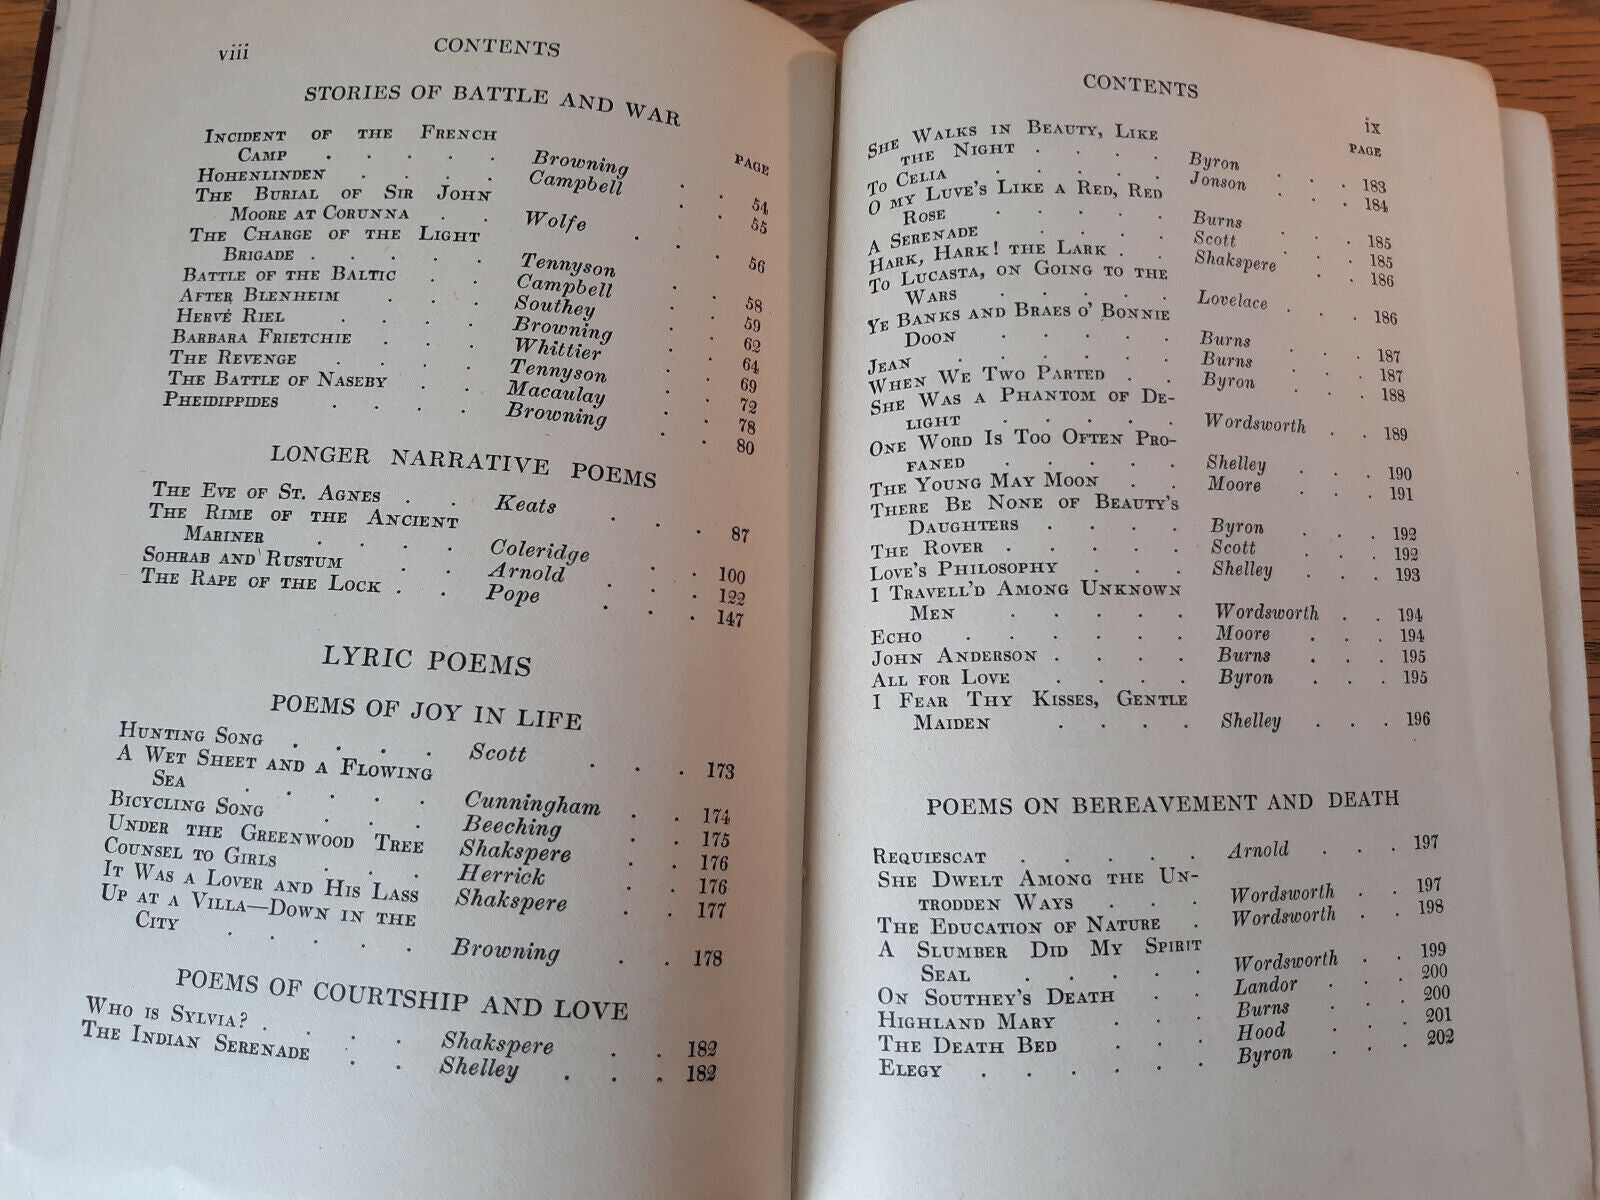 viii CONTENTS
STORIES OF BATTLE AND WAR
PAGE
INCIDENT OF THE FRENCH
CAMP . . . . . Browning . . 54
HOHENLINDEN . . . . Campbell . . 55
THE BURIAL OF SIR JOHN
MOORE AT CORUNNA . . Wolfe . . 56
THE CHARGE OF THE LIGHT
BRIGADE . . . . . Tennyson . . 58
BATTLE OF THE BALTIC . . Campbell . . 59
AFTER BLENHEIM . . . Southey . . 62
HERVÉ RIEL . . . . Browning . . 64
BARBARA FRIETCHIE . . . Whittier . . 69
THE REVENGE . . . . Tennyson . . 72
THE BATTLE OF NASEBY . . Macaulay . . 78
PHEIDIPPIDES . . . . Browning . . 80
LONGER NARRATIVE POEMS
THE EVE OF ST. AGNES . . Keats . . 87
THE RIME OF THE ANCIENT
MARINER . . . . Coleridge . . 100
SOHRAB AND RUSTUM . . . Arnold . . 122
THE RAPE OF THE LOCK . . . Pope . . 147
LYRIC POEMS
POEMS OF JOY IN LIFE
HUNTING SONG . . . . Scott . . . 173
A WET SHEET AND A FLOWING
SEA . . . . . Cunningham . . 174
BICYCLING SONG . . . Beeching . . 175
UNDER THE GREENWOOD TREE Shakspere . . 176
COUNSEL TO GIRLS . . . Herrick . . 176
IT WAS A LOVER AND HIS LASS Shakspere . . 177
UP AT A VILLA—DOWN IN THE
CITY . . . . . Browning . . 178
POEMS OF COURTSHIP AND LOVE
WHO IS SYLVIA? . . . . Shakspere . . 182
THE INDIAN SERENADE . . Shelley . . . 182
CONTENTS ix
PAGE
SHE WALKS IN BEAUTY, LIKE
THE NIGHT . . . . Byron . . . 183
TO CELIA . . . . . Jonson . . . 184
O MY LUVE'S LIKE A RED, RED
ROSE . . . . . Burns . . . 185
A SERENADE . . . . Scott . . . 185
HARK, HARK! THE LARK . . Shakspere . . 186
TO LUCASTA, ON GOING TO THE
WARS . . . . . Lovelace . . 186
YE BANKS AND BRAES O' BONNIE
DOON . . . . . Burns . . . 187
JEAN . . . . . Burns . . . 187
WHEN WE TWO PARTED . . Byron . . . 188
SHE WAS A PHANTOM OF DE-
LIGHT . . . . . Wordsworth . . 189
ONE WORD IS TOO OFTEN PRO-
FANED . . . . . Shelley . . . 190
THE YOUNG MAY MOON . . Moore . . . 191
THERE BE NONE OF BEAUTY'S
DAUGHTERS . . . . Byron . . . 192
THE ROVER . . . . . Scott . . . 192
LOVE'S PHILOSOPHY . . . Shelley . . . 193
I TRAVELL'D AMONG UNKNOWN
MEN . . . . . Wordsworth . . 194
ECHO . . . . . Moore . . . 194
JOHN ANDERSON . . . . Burns . . . 195
ALL FOR LOVE . . . . Byron . . . 195
I FEAR THY KISSES, GENTLE
MAIDEN . . . . Shelley . . . 196
POEMS ON BEREAVEMENT AND DEATH
REQUIESCAT . . . . . Arnold . . . 197
SHE DWELT AMONG THE UN-
TRODDEN WAYS . . . Wordsworth . . 197
THE EDUCATION OF NATURE . Wordsworth . . 198
A SLUMBER DID MY SPIRIT
SEAL . . . . . Wordsworth . . 199
ON SOUTHEY'S DEATH . . Landor . . . 200
HIGHLAND MARY . . . Burns . . . 200
THE DEATH BED . . . Hood . . . 201
ELEGY . . . . . . Byron . . . 202